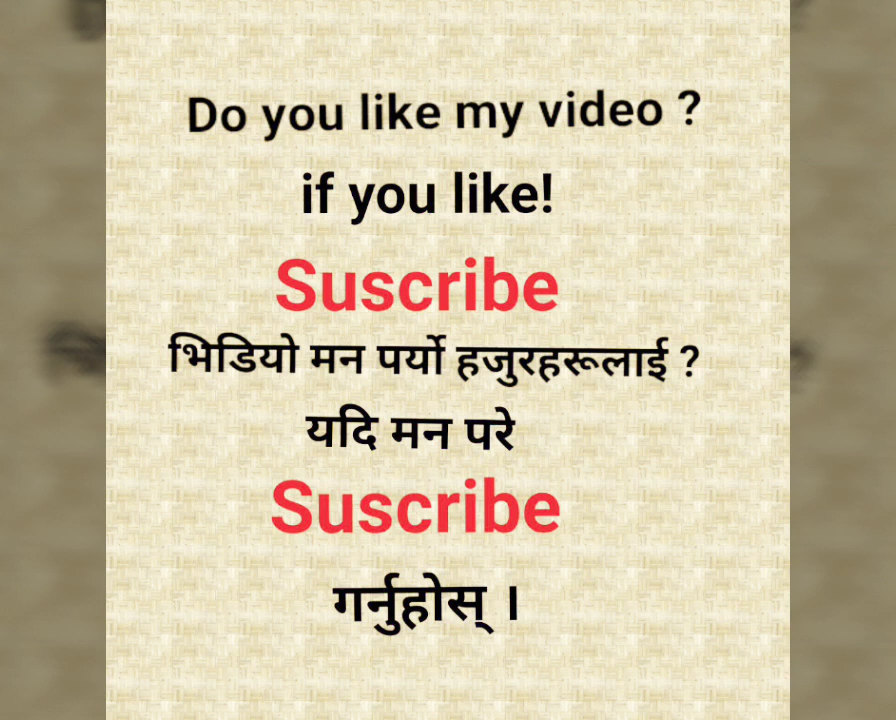 Do you like my video ?
if you like!
Suscribe
भिडियो मन पर्यो हजुरहरूलाई ?
यदि मन परे
Suscribe
गर्नुहोस् ।